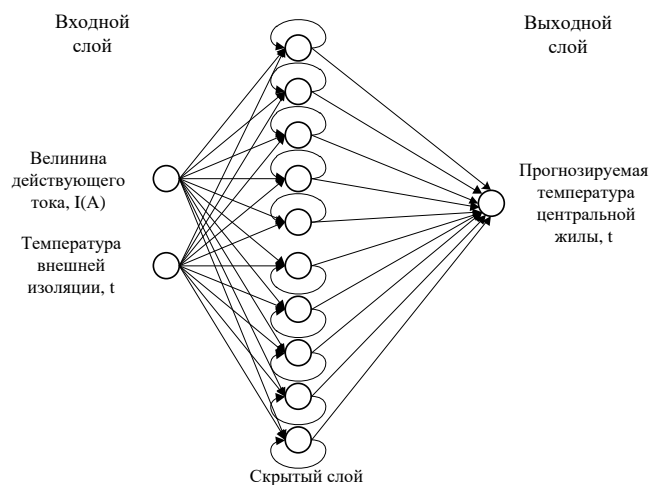 Входной
слой
Выходной
слой
Велинина
действующего
тока, I(A)
Температура
внешней
изоляции, t
Прогнозируемая
температура
центральной
жилы, t
Скрытый слой